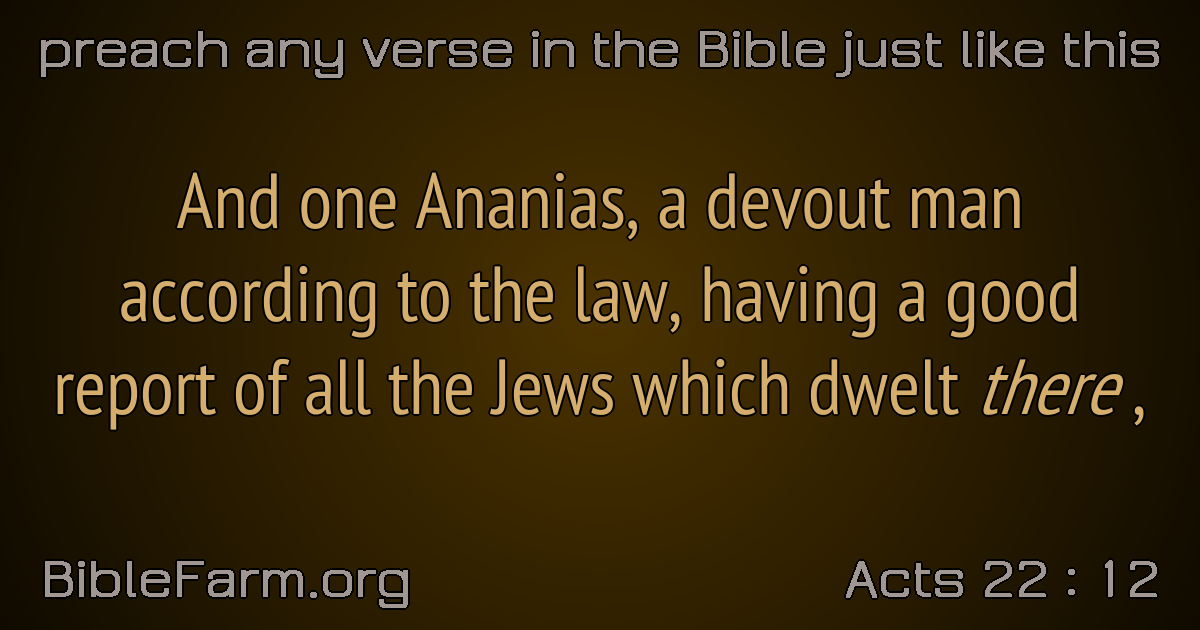 preach any verse in the Bible just like this
And one Ananias, a devout man
according to the law, having a good
report of all the Jews which dwelt there ,
BibleFarm.org
Acts 22 : 12